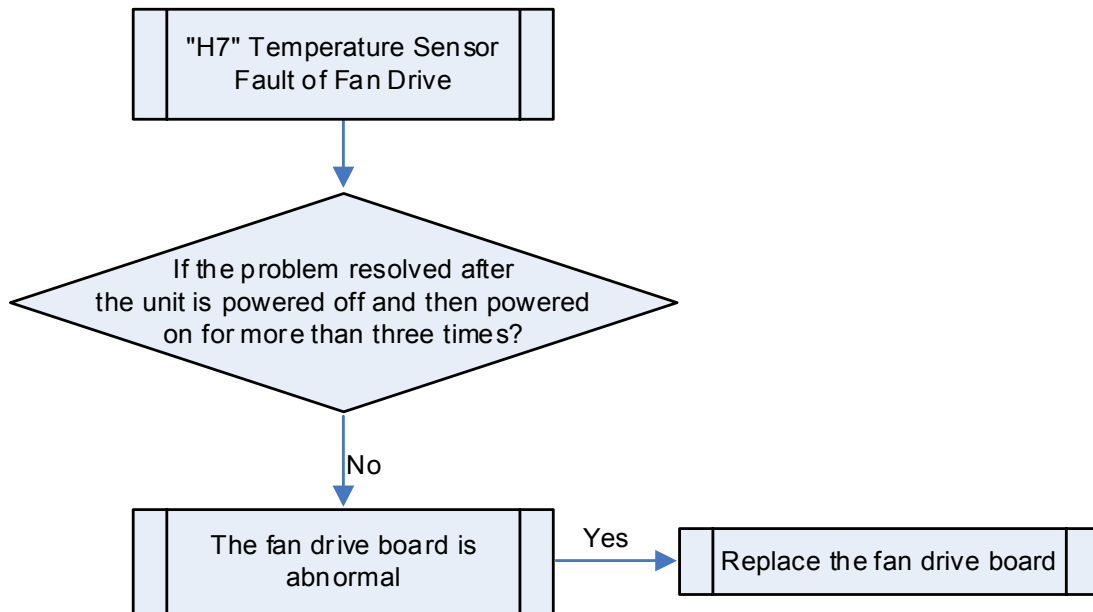 "H7" Temperature Sensor
Fault of Fan Drive
If the problem resolved after
the unit is powered off and then powered
on for more than three times?
No
The fan drive board is
abnormal
Yes
Replace the fan drive board